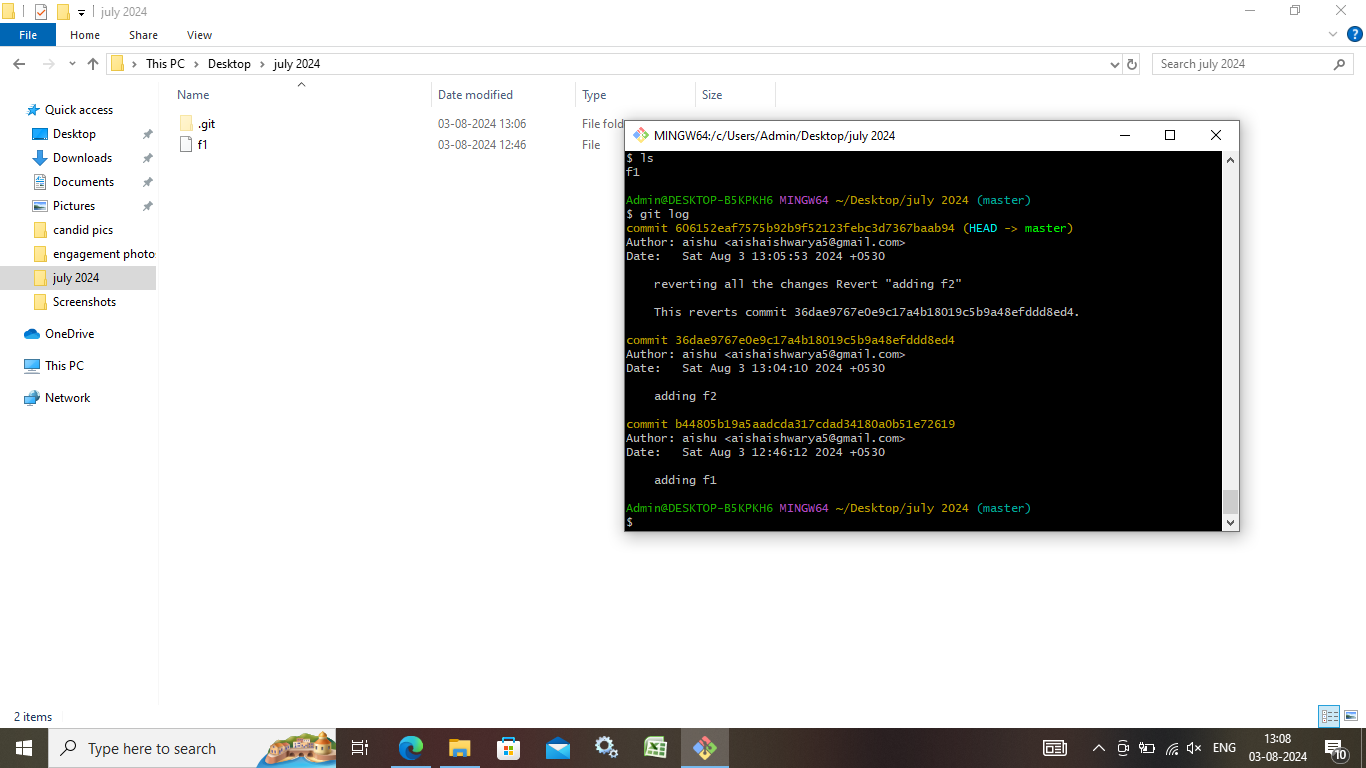 july 2024
File Home Share View
This PC Desktop july 2024
Search july 2024
Name Date modified Type Size
Quick access
Desktop
Downloads
Documents
Pictures
candid pics
engagement photo
july 2024
Screenshots
OneDrive
This PC
Network
.git 03-08-2024 13:06 File fold
f1 03-08-2024 12:46 File
MINGW64:/c/Users/Admin/Desktop/july 2024
$ ls
f1
Admin@DESKTOP-B5KPKH6 MINGW64 ~/Desktop/july 2024 (master)
$ git log
commit 606152eaf7575b92b9f52123febc3d7367baab94 (HEAD -> master)
Author: aishu <aishaishwarya5@gmail.com>
Date:   Sat Aug 3 13:05:53 2024 +0530
reverting all the changes Revert "adding f2"
This reverts commit 36dae9767e0e9c17a4b18019c5b9a48efddd8ed4.
commit 36dae9767e0e9c17a4b18019c5b9a48efddd8ed4
Author: aishu <aishaishwarya5@gmail.com>
Date:   Sat Aug 3 13:04:10 2024 +0530
adding f2
commit b44805b19a5aadcda317cdad34180a0b51e72619
Author: aishu <aishaishwarya5@gmail.com>
Date:   Sat Aug 3 12:46:12 2024 +0530
adding f1
Admin@DESKTOP-B5KPKH6 MINGW64 ~/Desktop/july 2024 (master)
$
2 items
Type here to search
ENG
13:08
03-08-2024
10